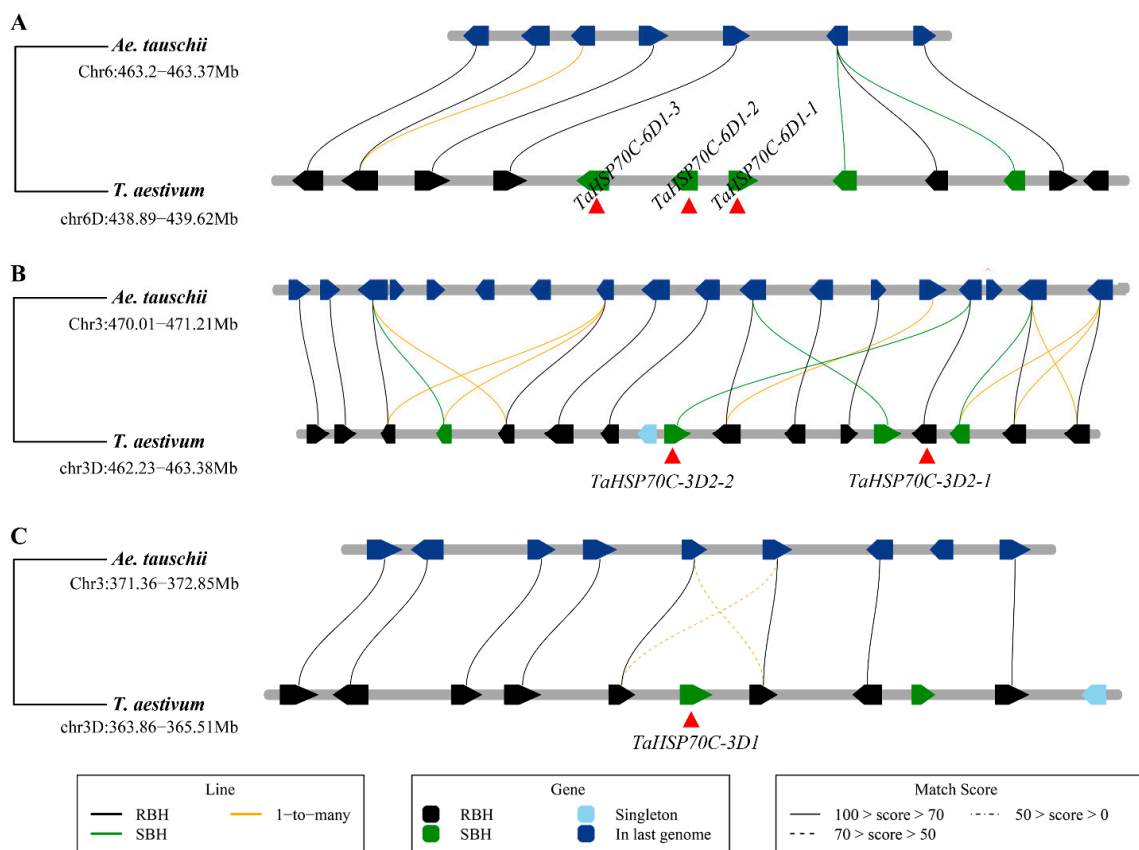 A
Ae. tauschii
Chr6:463.2−463.37Mb
TaHSP70C-6D1-3
TaHSP70C-6D1-2
TaHSP70C-6D1-1
T. aestivum
chr6D:438.89−439.62Mb
B
Ae. tauschii
Chr3:470.01−471.21Mb
T. aestivum
chr3D:462.23−463.38Mb
TaHSP70C-3D2-2
TaHSP70C-3D2-1
C
Ae. tauschii
Chr3:371.36−372.85Mb
T. aestivum
chr3D:363.86−365.51Mb
TaHSP70C-3D1
Line
RBH
1−to−many
SBH
Gene
RBH
Singleton
SBH
In last genome
Match Score
100 > score > 70
50 > score > 0
70 > score > 50